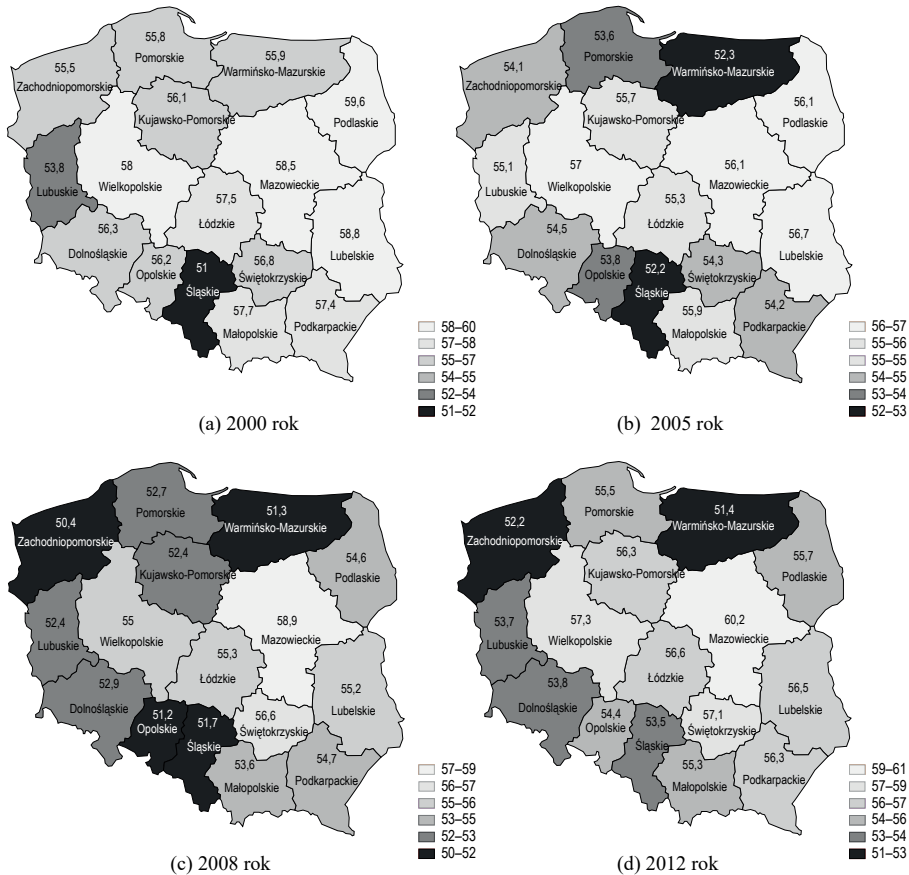 55,8
Pomorskie
55,9
Warmińsko-Mazurskie
55,5
Zachodniopomorskie
56,1
Kujawsko-Pomorskie
59,6
Podlaskie
53,8
Lubuskie
58
Wielkopolskie
58,5
Mazowieckie
57,5
Łódzkie
58,8
Lubelskie
56,3
Dolnośląskie
56,2
Opolskie
51
Śląskie
56,8
Świętokrzyskie
57,7
Małopolskie
57,4
Podkarpackie
58–60
57–58
55–57
54–55
52–54
51–52
(a) 2000 rok
53,6
Pomorskie
52,3
Warmińsko-Mazurskie
54,1
Zachodniopomorskie
55,7
Kujawsko-Pomorskie
56,1
Podlaskie
55,1
Lubuskie
57
Wielkopolskie
56,1
Mazowieckie
55,3
Łódzkie
56,7
Lubelskie
54,5
Dolnośląskie
53,8
Opolskie
52,2
Śląskie
54,3
Świętokrzyskie
55,9
Małopolskie
54,2
Podkarpackie
56–57
55–56
55–55
54–55
53–54
52–53
(b) 2005 rok
52,7
Pomorskie
51,3
Warmińsko-Mazurskie
50,4
Zachodniopomorskie
52,4
Kujawsko-Pomorskie
54,6
Podlaskie
52,4
Lubuskie
55
Wielkopolskie
58,9
Mazowieckie
55,3
Łódzkie
55,2
Lubelskie
52,9
Dolnośląskie
51,2
Opolskie
51,7
Śląskie
56,6
Świętokrzyskie
53,6
Małopolskie
54,7
Podkarpackie
57–59
56–57
55–56
53–55
52–53
50–52
(c) 2008 rok
55,5
Pomorskie
51,4
Warmińsko-Mazurskie
52,2
Zachodniopomorskie
56,3
Kujawsko-Pomorskie
55,7
Podlaskie
53,7
Lubuskie
57,3
Wielkopolskie
60,2
Mazowieckie
56,6
Łódzkie
56,5
Lubelskie
53,8
Dolnośląskie
54,4
Opolskie
53,5
Śląskie
57,1
Świętokrzyskie
55,3
Małopolskie
56,3
Podkarpackie
59–61
57–59
56–57
54–56
53–54
51–53
(d) 2012 rok